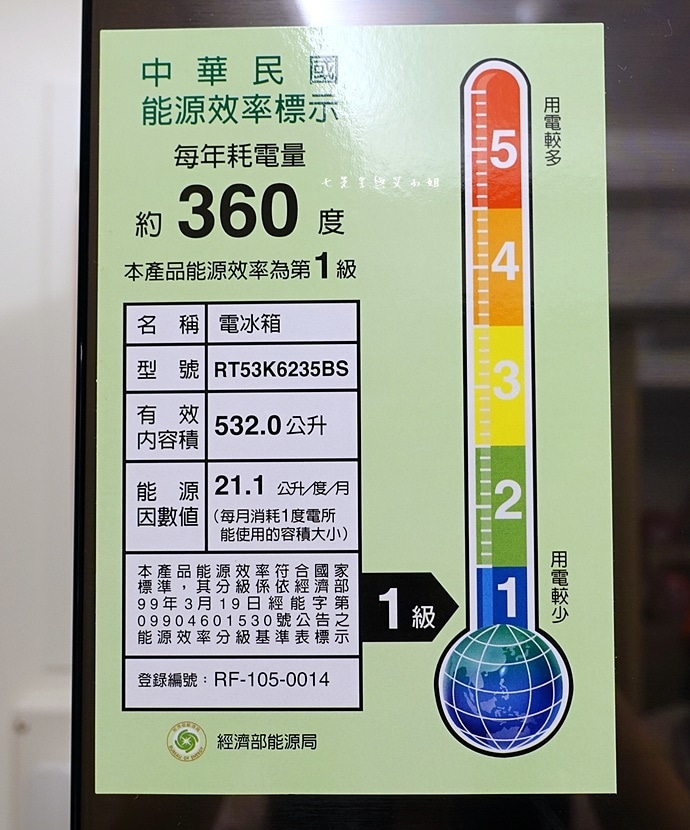 中華民國
能源效率標示
每年耗電量
約 360 度
本產品能源效率為第1級
名稱 電冰箱
型號 RT53K6235BS
有效內容積 532.0公升
能源因數值 21.1 公升/度/月
(每月消耗1度電所
能使用的容積大小)
本產品能源效率符合國家
標準,其分級係依經濟部
99年3月19日經能字第
09904601530號公告之
能源效率分級基準表標示
登錄編號:RF-105-0014
經濟部能源局
用電較多
5
4
3
2
1
用電較少
1級